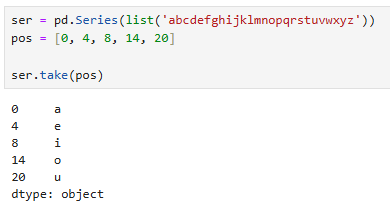 ser = pd.Series(list('abcdefghijklmnopqrstuvwxyz'))
pos = [0, 4, 8, 14, 20]
ser.take(pos)
0     a
4     e
8     i
14    o
20    u
dtype: object